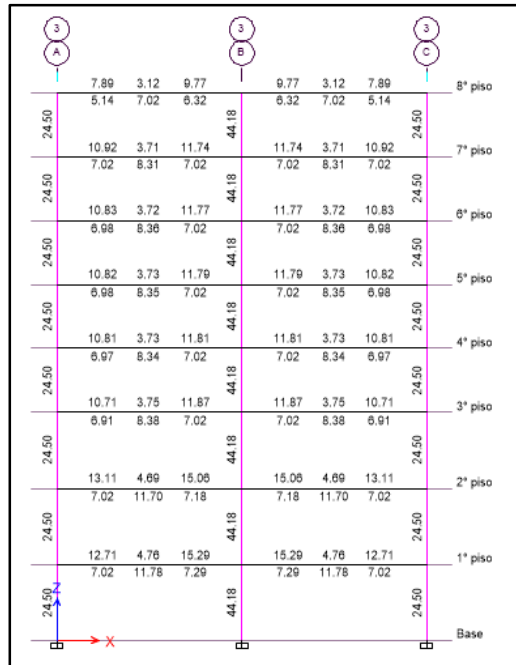 3 3 3
A B C
7.89 3.12 9.77 9.77 3.12 7.89 8° piso
5.14 7.02 6.32 6.32 7.02 5.14
24.50 44.18 24.50
10.92 3.71 11.74 11.74 3.71 10.92 7° piso
7.02 8.31 7.02 7.02 8.31 7.02
24.50 44.18 24.50
10.83 3.72 11.77 11.77 3.72 10.83 6° piso
6.98 8.36 7.02 7.02 8.36 6.98
24.50 44.18 24.50
10.82 3.73 11.79 11.79 3.73 10.82 5° piso
6.98 8.35 7.02 7.02 8.35 6.98
24.50 44.18 24.50
10.81 3.73 11.81 11.81 3.73 10.81 4° piso
6.97 8.34 7.02 7.02 8.34 6.97
24.50 44.18 24.50
10.71 3.75 11.87 11.87 3.75 10.71 3° piso
6.91 8.38 7.02 7.02 8.38 6.91
24.50 44.18 24.50
13.11 4.69 15.06 15.06 4.69 13.11 2° piso
7.02 11.70 7.18 7.18 11.70 7.02
24.50 44.18 24.50
12.71 4.76 15.29 15.29 4.76 12.71 1° piso
7.02 11.78 7.29 7.29 11.78 7.02
24.50 44.18 24.50
Z
X
Base